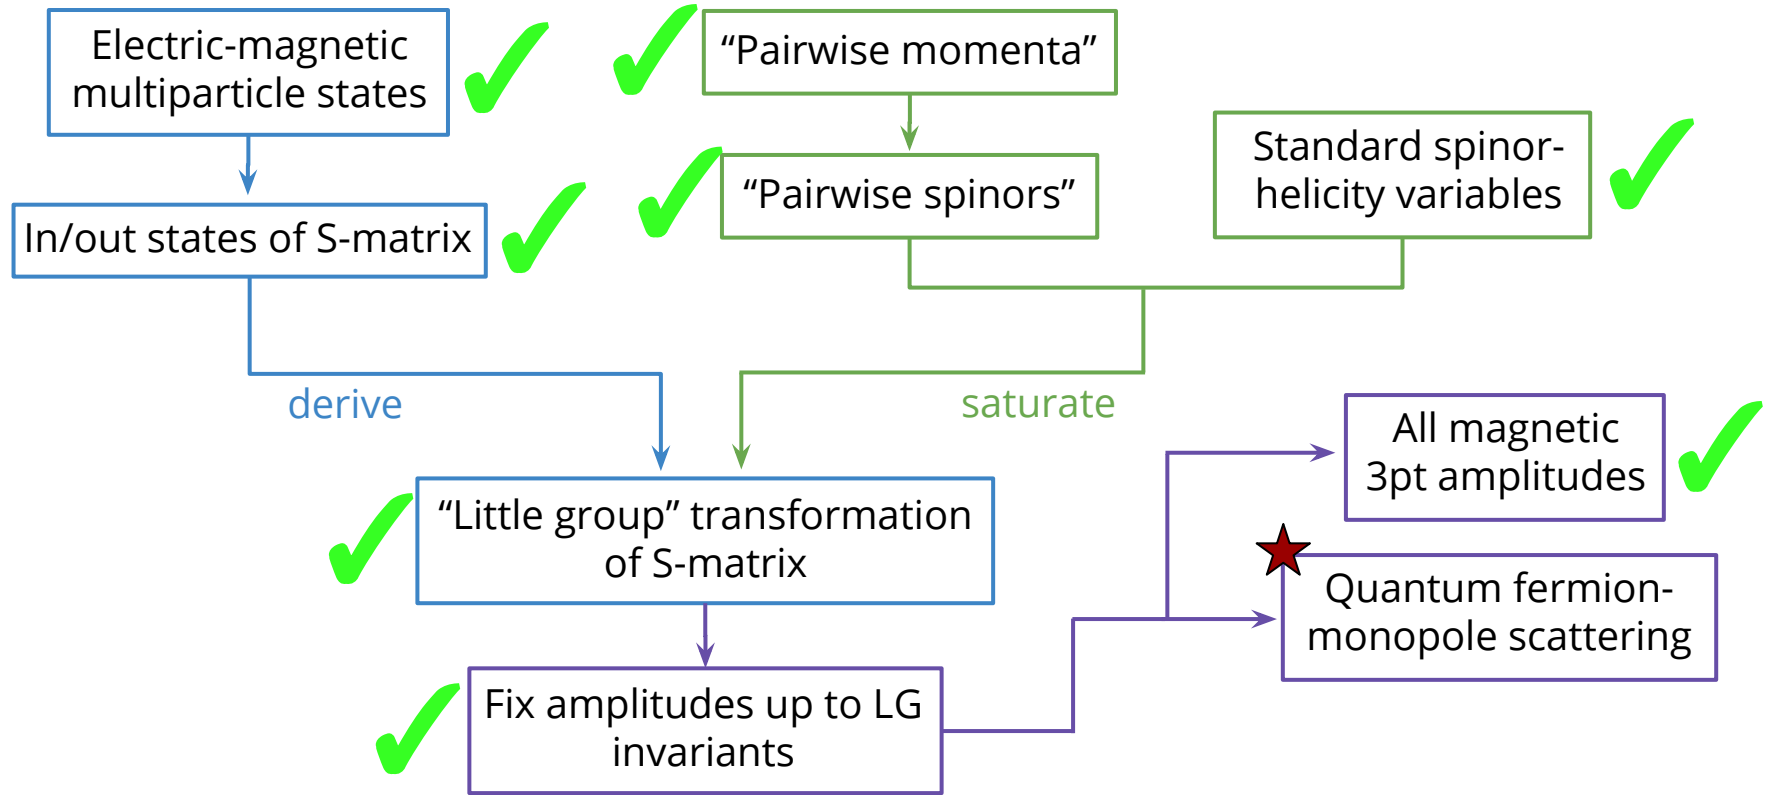 Electric-magnetic
multiparticle states
“Pairwise momenta”
“Pairwise spinors”
Standard spinor-
helicity variables
In/out states of S-matrix
derive
saturate
“Little group” transformation
of S-matrix
All magnetic
3pt amplitudes
Quantum fermion-
monopole scattering
Fix amplitudes up to LG
invariants